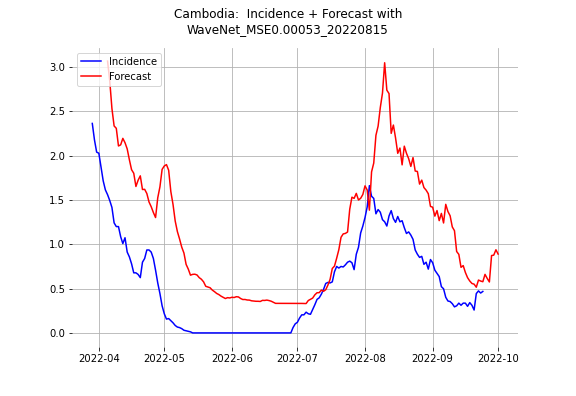 Cambodia:  Incidence + Forecast with
WaveNet_MSE0.00053_20220815
Incidence
Forecast
3.0
2.5
2.0
1.5
1.0
0.5
0.0
2022-04 2022-05 2022-06 2022-07 2022-08 2022-09 2022-10